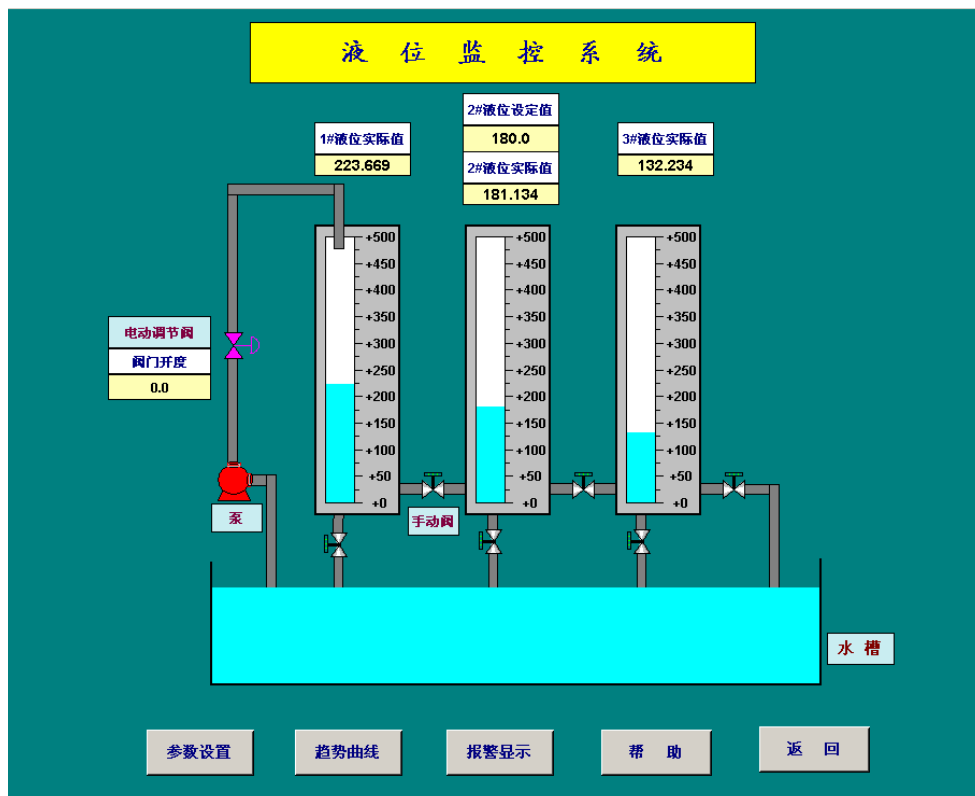 液 位 监 控 系 统
2#液位设定值
180.0
1#液位实际值
223.669
2#液位实际值
181.134
3#液位实际值
132.234
+500
+450
+400
+350
+300
+250
+200
+150
+100
+50
+0
+500
+450
+400
+350
+300
+250
+200
+150
+100
+50
+0
+500
+450
+400
+350
+300
+250
+200
+150
+100
+50
+0
电动调节阀
阀门开度
0.0
泵
手动阀
水 槽
参数设置
趋势曲线
报警显示
帮 助
返 回